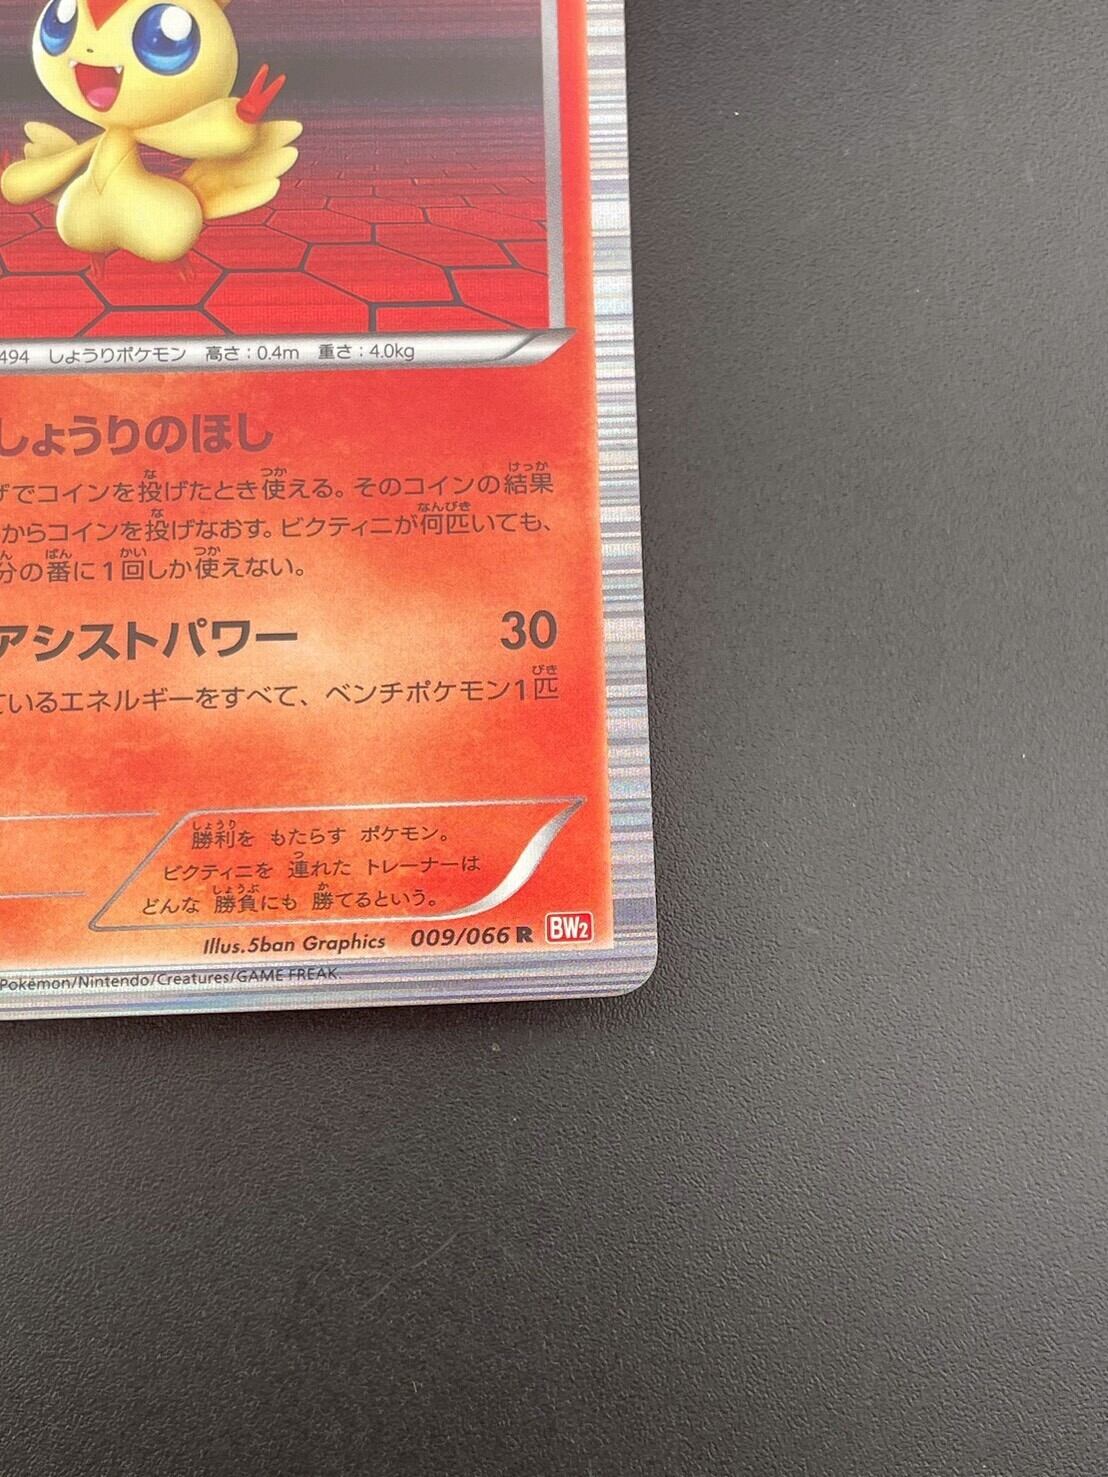 494 しょうりポケモン 高さ：0.4m 重さ：4.0kg
しょうりのほし
でコインを投げたとき使える。そのコインの結果
からコインを投げなおす。ビクティニが何匹いても、
分の番に1回しか使えない。
アシストパワー 30
ているエネルギーをすべて、ベンチポケモン1匹
勝利を もたらす ポケモン。
ビクティニを 連れた トレーナーは
どんな 勝負にも 勝てるという。
Illus.5ban Graphics 009/066 R BW2
Pokémon/Nintendo/Creatures/GAME FREAK.